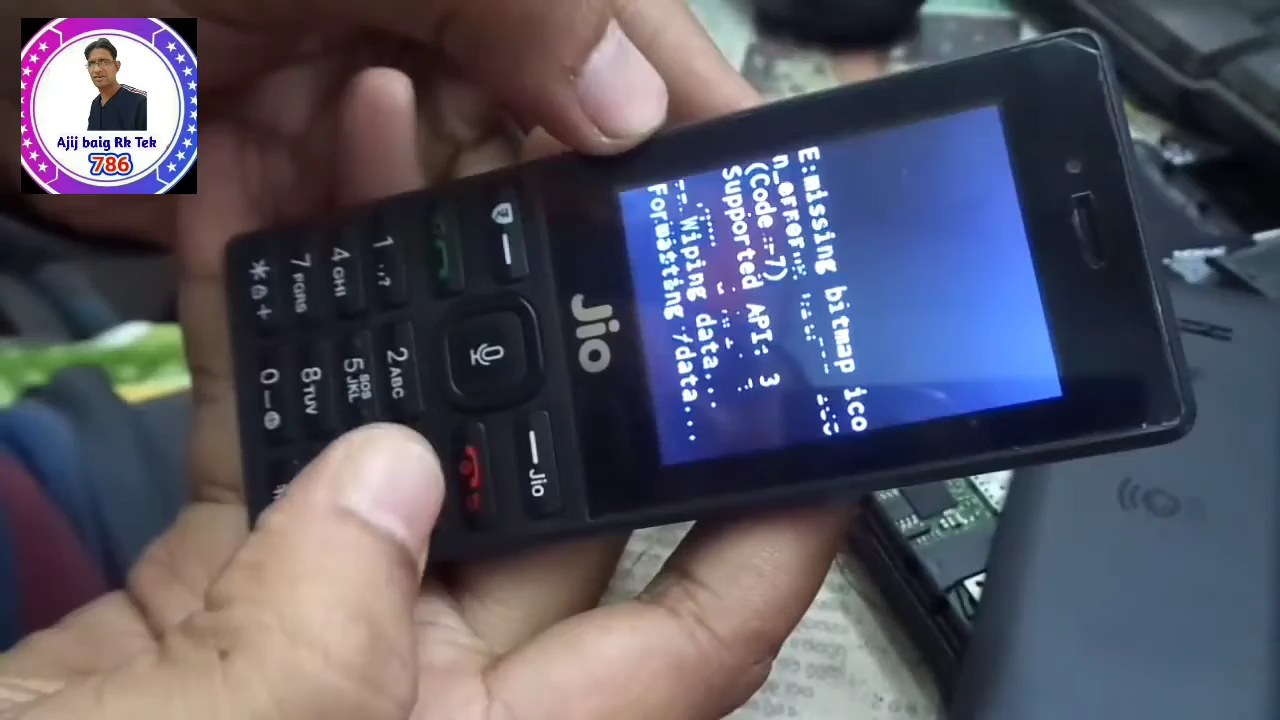 Ajij baig Rk Tek
786
E:missing bitmap ico
n_error
(Code -7)
Supported API: 3
-- Wiping data...
Formatting /data...
Jio
1 .,?
2 ABC
4 GHI
5 JKL
SOS
7 PQRS
8 TUV
* +
0
Jio